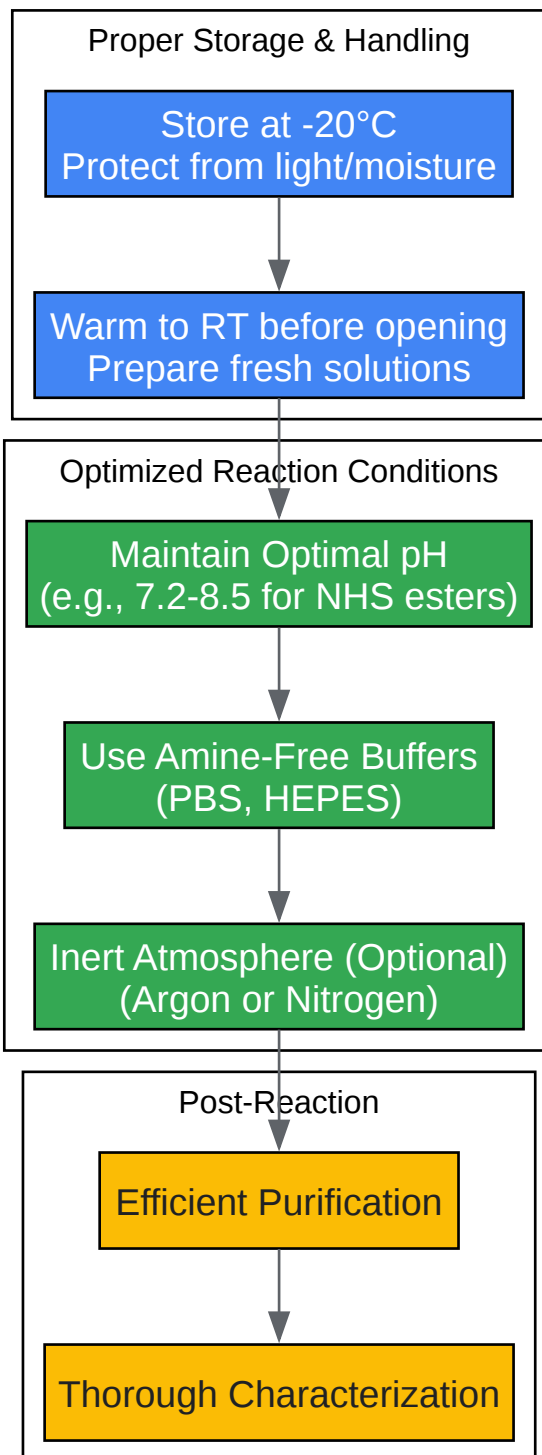 Proper Storage & Handling
Store at -20°C
Protect from light/moisture
Warm to RT before opening
Prepare fresh solutions
Optimized Reaction Conditions
Maintain Optimal pH
(e.g., 7.2-8.5 for NHS esters)
Use Amine-Free Buffers
(PBS, HEPES)
Inert Atmosphere (Optional)
(Argon or Nitrogen)
Post-Reaction
Efficient Purification
Thorough Characterization